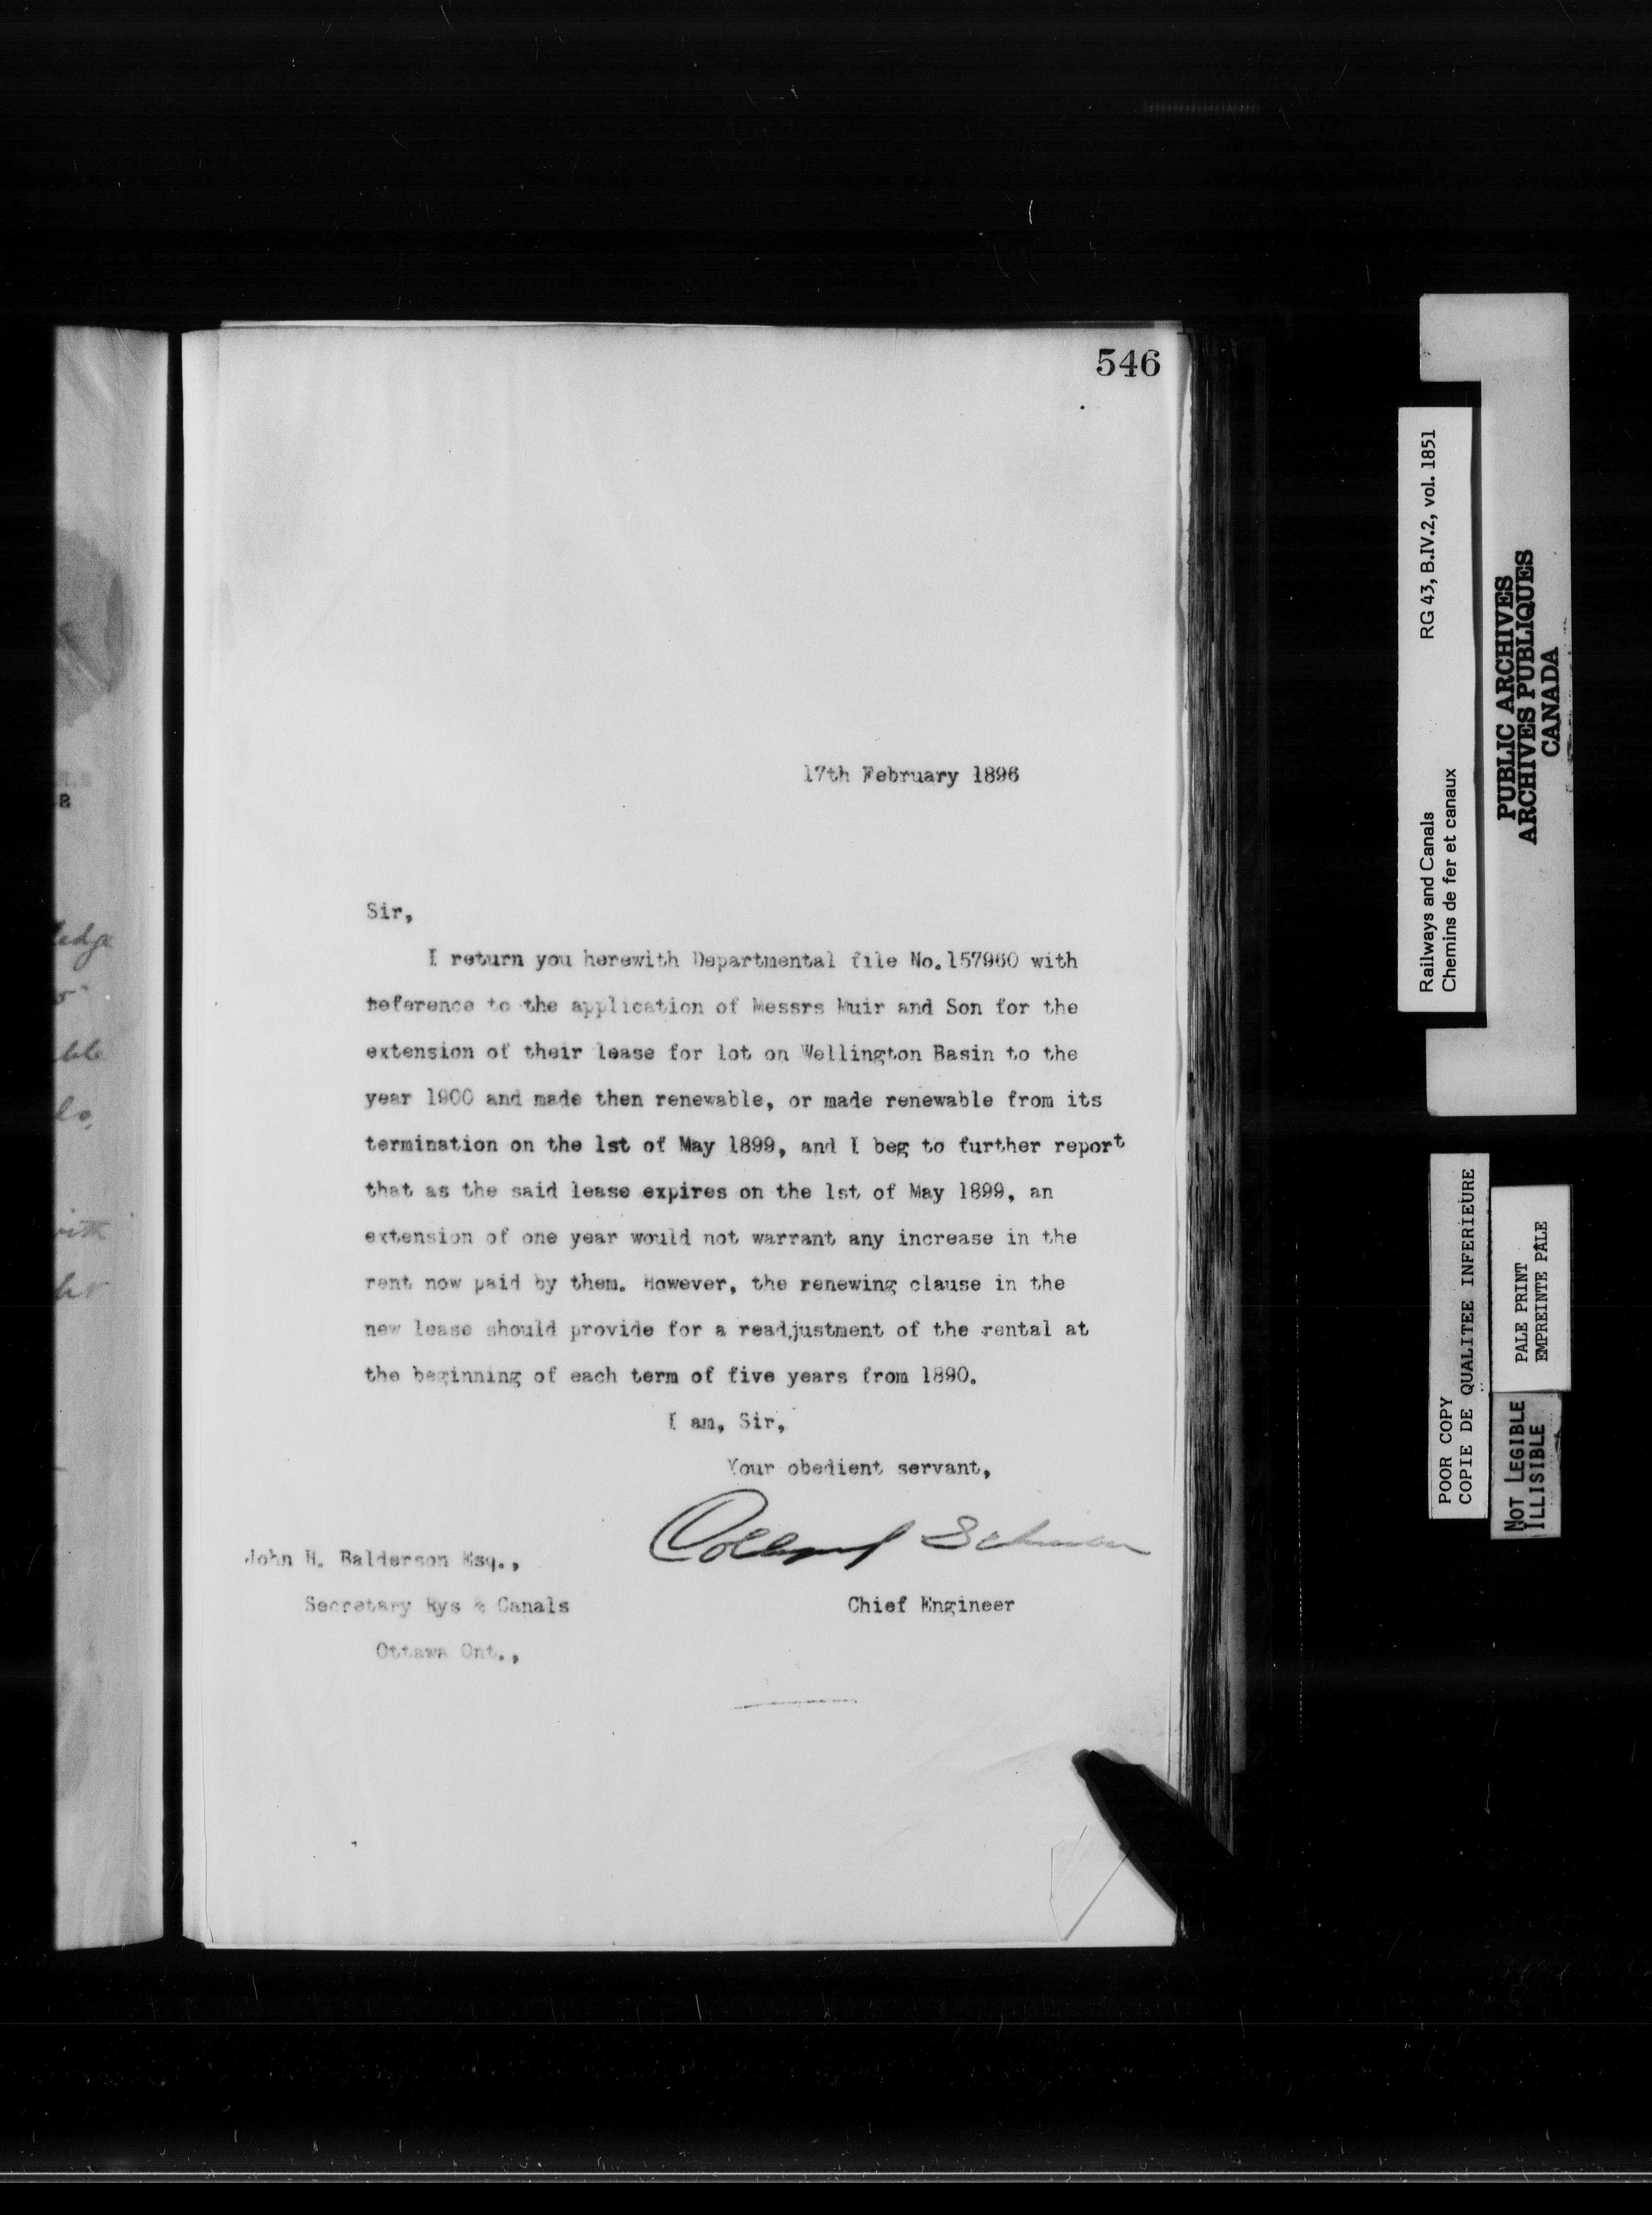 546
17th February 1896
Sir,
I return you herewith Departmental file No.157960 with
reference to the application of Messrs Muir and Son for the
extension of their lease for lot on Wellington Basin to the
year 1900 and made then renewable, or made renewable from its
termination on the 1st of May 1899, and I beg to further report
that as the said lease expires on the 1st of May 1899, an
extension of one year would not warrant any increase in the
rent now paid by them. However, the renewing clause in the
new lease should provide for a readjustment of the rental at
the beginning of each term of five years from 1890.
I am, Sir,
Your obedient servant,
John H. Balderson Esq.,
Secretary Rys & Canals
Chief Engineer
Ottawa Ont.,
Railways and Canals RG 43, B.IV.2, vol. 1851
Chemins de fer et canaux
PUBLIC ARCHIVES
ARCHIVES PUBLIQUES
CANADA
POOR COPY
COPIE DE QUALITEE INFERIEURE
PALE PRINT
EMPREINTE PÂLE
NOT LEGIBLE
ILLISIBLE